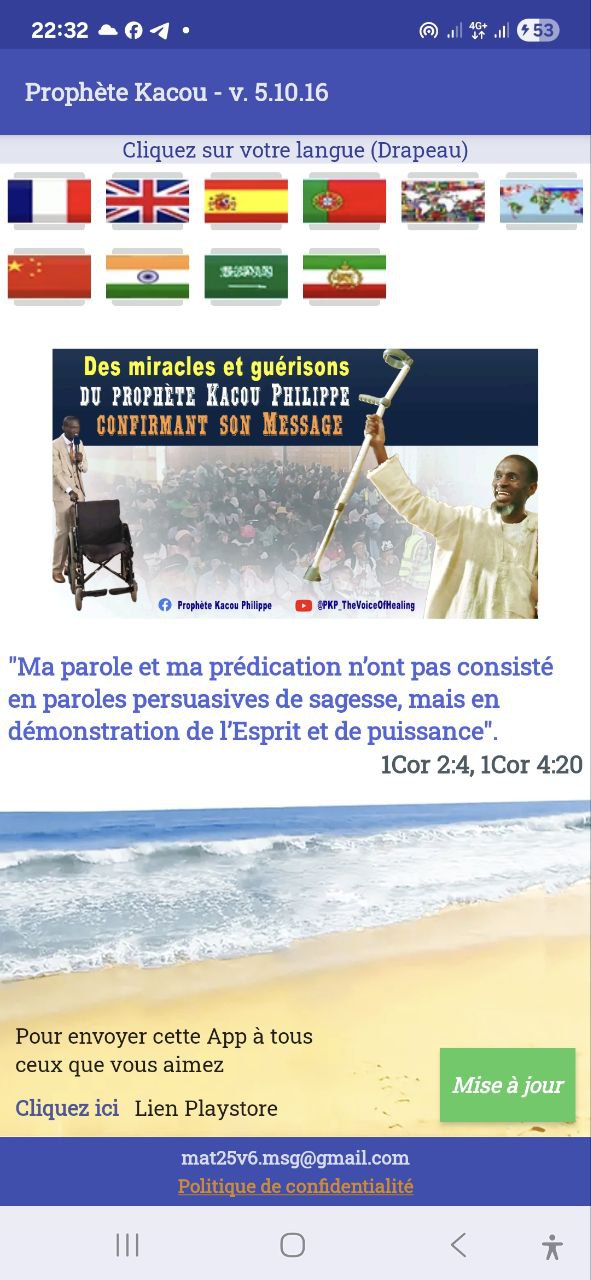 22:32
4G+
53
Prophète Kacou - v. 5.10.16
Cliquez sur votre langue (Drapeau)
Des miracles et guérisons
DU PROPHÈTE KACOU PHILIPPE
CONFIRMANT SON MESSAGE
Prophète Kacou Philippe
@PKP_TheVoiceOfHealing
"Ma parole et ma prédication n’ont pas consisté
en paroles persuasives de sagesse, mais en
démonstration de l’Esprit et de puissance".
1Cor 2:4, 1Cor 4:20
Pour envoyer cette App à tous
ceux que vous aimez
Cliquez ici Lien Playstore
Mise à jour
mat25v6.msg@gmail.com
Politique de confidentialité